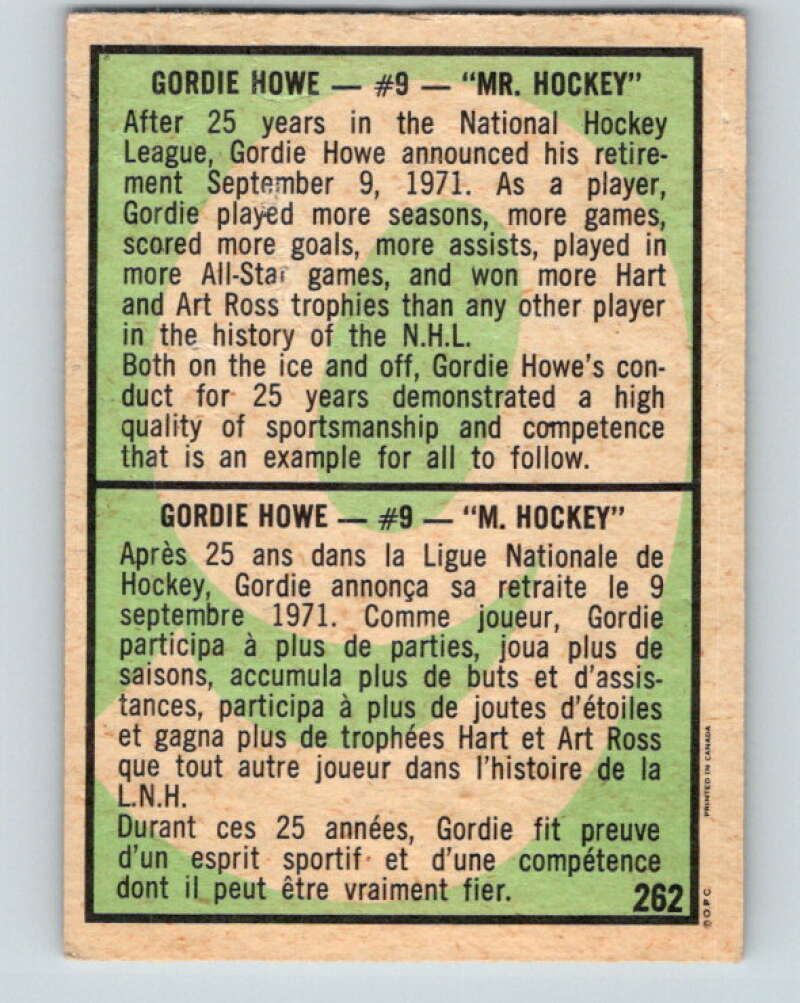 GORDIE HOWE — #9 — “MR. HOCKEY”
After 25 years in the National Hockey
League, Gordie Howe announced his retire-
ment September 9, 1971. As a player,
Gordie played more seasons, more games,
scored more goals, more assists, played in
more All-Star games, and won more Hart
and Art Ross trophies than any other player
in the history of the N.H.L.
Both on the ice and off, Gordie Howe's con-
duct for 25 years demonstrated a high
quality of sportsmanship and competence
that is an example for all to follow.
GORDIE HOWE — #9 — “M. HOCKEY”
Après 25 ans dans la Ligue Nationale de
Hockey, Gordie annonça sa retraite le 9
septembre 1971. Comme joueur, Gordie
participa à plus de parties, joua plus de
saisons, accumula plus de buts et d'assis-
tances, participa à plus de joutes d'étoiles
et gagna plus de trophées Hart et Art Ross
que tout autre joueur dans l'histoire de la
L.N.H.
Durant ces 25 années, Gordie fit preuve
d'un esprit sportif et d'une compétence
dont il peut être vraiment fier.
262
©O.P.C. PRINTED IN CANADA